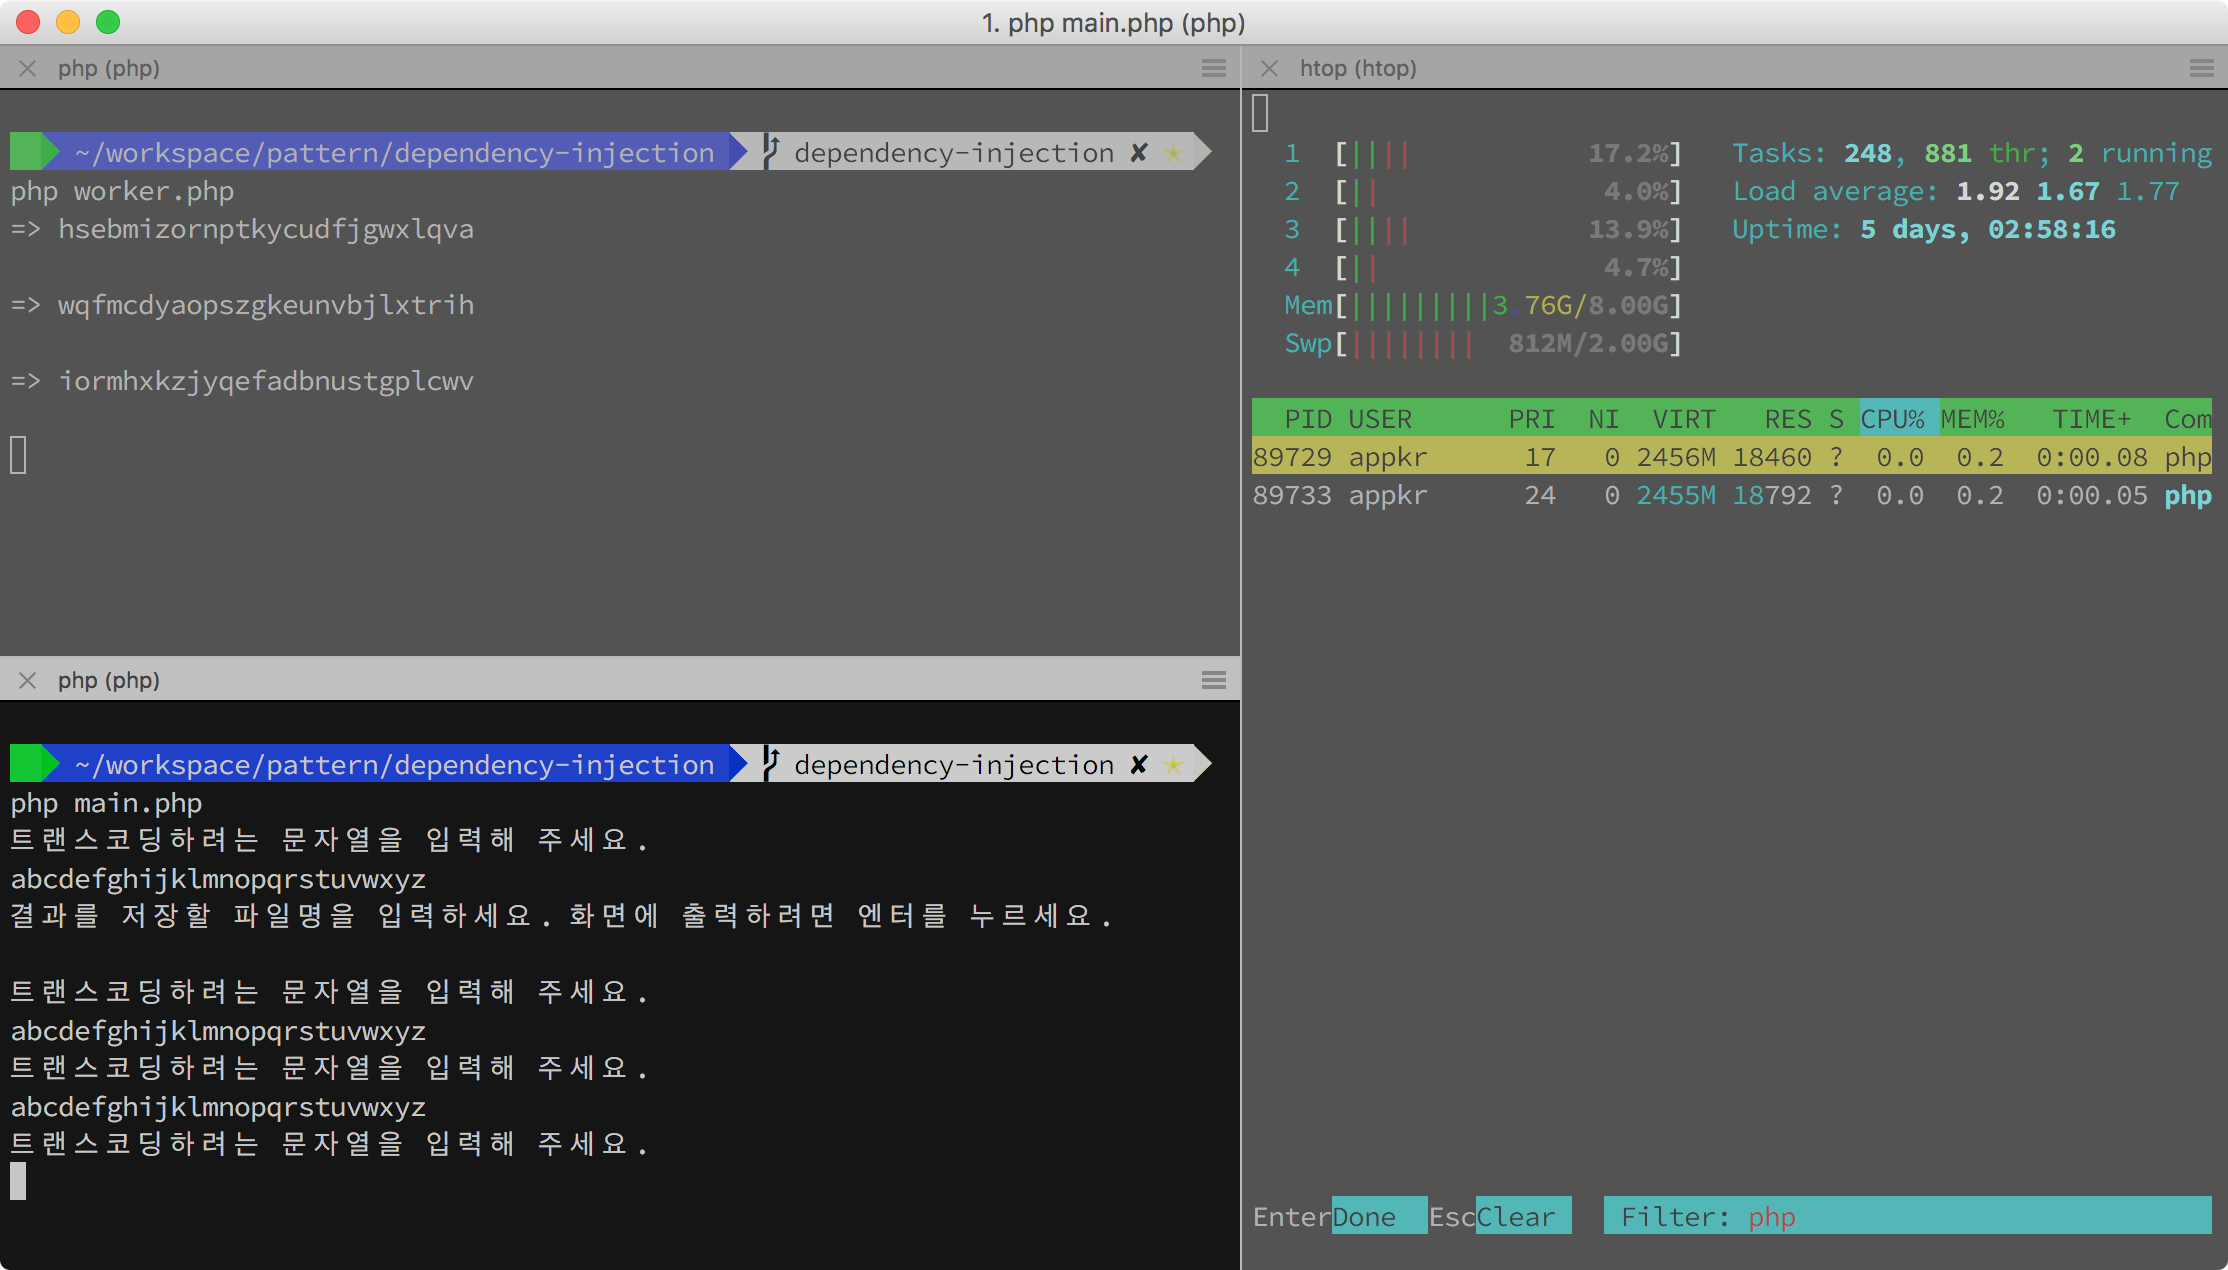 1. php main.php (php)
php (php)
~/workspace/pattern/dependency-injection dependency-injection ✘ ★
php worker.php
=> hsebmizornptkycudfjgwxlqva
=> wqfmcdyaopszgkeunvbjlxtrih
=> iormhxkzjyqefadbnustgplcwv
php (php)
~/workspace/pattern/dependency-injection dependency-injection ✘ ★
php main.php
트랜스코딩하려는 문자열을 입력해 주세요.
abcdefghijklmnopqrstuvwxyz
결과를 저장할 파일명을 입력하세요. 화면에 출력하려면 엔터를 누르세요.
트랜스코딩하려는 문자열을 입력해 주세요.
abcdefghijklmnopqrstuvwxyz
트랜스코딩하려는 문자열을 입력해 주세요.
abcdefghijklmnopqrstuvwxyz
트랜스코딩하려는 문자열을 입력해 주세요.
htop (htop)
1 [|||| 17.2%] Tasks: 248, 881 thr; 2 running
2 [|| 4.0%] Load average: 1.92 1.67 1.77
3 [|||| 13.9%] Uptime: 5 days, 02:58:16
4 [|| 4.7%]
Mem[|||||||||3.76G/8.00G]
Swp[|||||||| 812M/2.00G]
PID USER PRI NI VIRT RES S CPU% MEM% TIME+ Com
89729 appkr 17 0 2456M 18460 ? 0.0 0.2 0:00.08 php
89733 appkr 24 0 2455M 18792 ? 0.0 0.2 0:00.05 php
EnterDone EscClear Filter: php